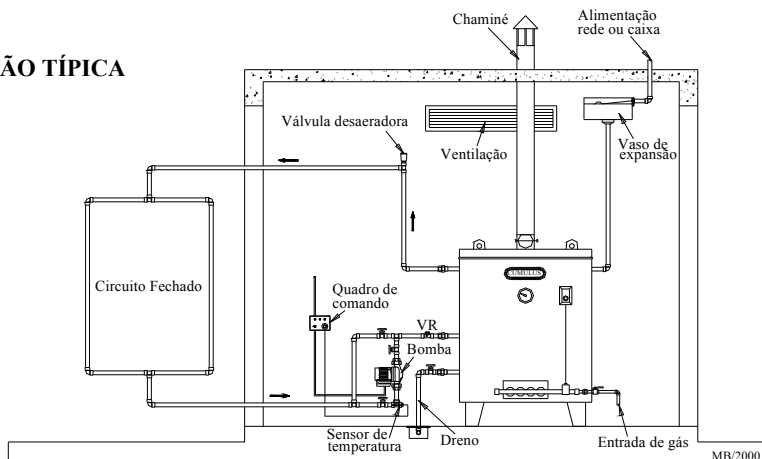 Chaminé
Alimentação
rede ou caixa
ÃO TÍPICA
Válvula desaeradora
Ventilação
Vaso de
expansão
CUMULUS
Circuito Fechado
Quadro de
comando
VR
Bomba
Sensor de
temperatura
Dreno
Entrada de gás
MB/2000